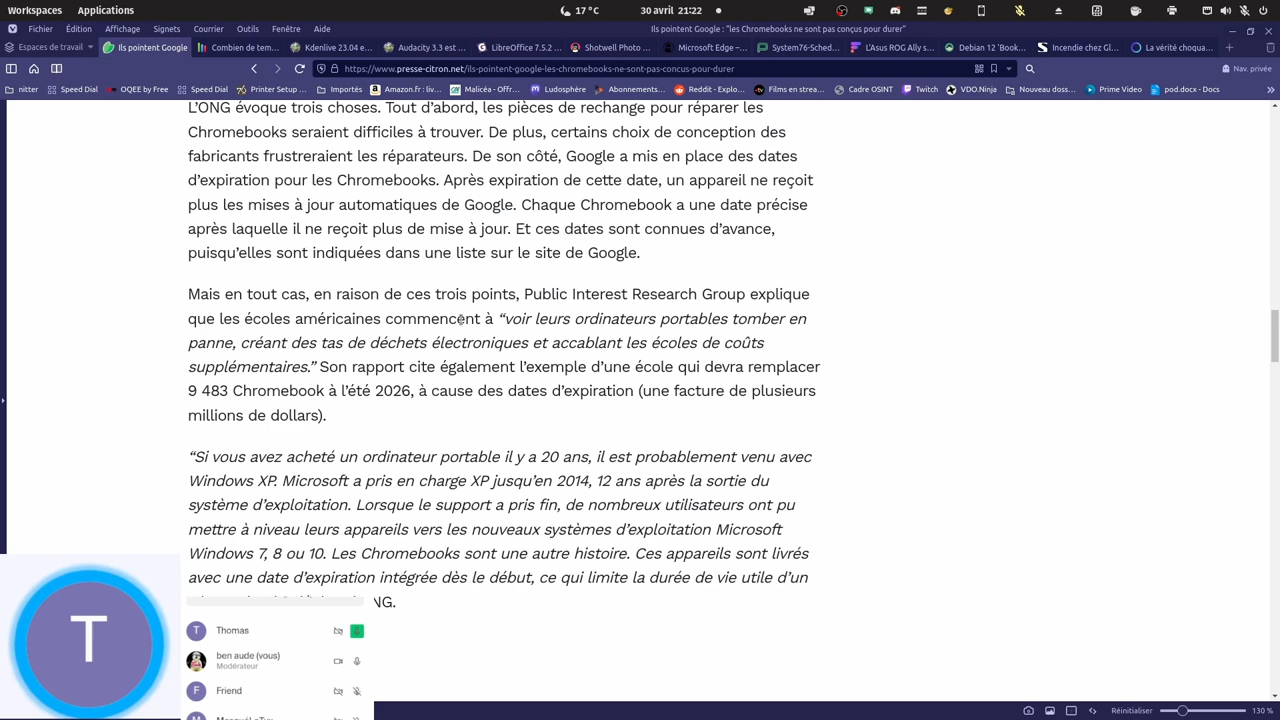 17°C
30 avril 21:22
Fichier Édition Affichage Signets Courrier Outils Fenêtre Aide
Ils pointent Google : "les Chromebooks ne sont pas conçus pour durer"
Espaces de travail
Ils pointent Google
Combien de tem…
Kdenlive 23.04 e…
Audacity 3.3 est …
LibreOffice 7.5.2 …
Shotwell Photo …
Microsoft Edge –…
System76-Sched…
L'Asus ROG Ally s…
Debian 12 'Book…
Incendie chez Gl…
La vérité choqua…
https://www.presse-citron.net/ils-pointent-google-les-chromebooks-ne-sont-pas-concus-pour-durer
Nav. privée
nitter
Speed Dial
OQEE by Free
Speed Dial
Printer Setup …
Importés
Amazon.fr : liv…
Malicéa - Offr…
Ludosphère
Abonnements…
Reddit - Explo…
Films en strea…
Cadre OSINT
Twitch
VDO.Ninja
Nouveau doss…
Prime Video
pod.docx - Docs
L'ONG évoque trois choses. Tout d'abord, les pièces de rechange pour réparer les
Chromebooks seraient difficiles à trouver. De plus, certains choix de conception des
fabricants frustreraient les réparateurs. De son côté, Google a mis en place des dates
d'expiration pour les Chromebooks. Après expiration de cette date, un appareil ne reçoit
plus les mises à jour automatiques de Google. Chaque Chromebook a une date précise
après laquelle il ne reçoit plus de mise à jour. Et ces dates sont connues d'avance,
puisqu'elles sont indiquées dans une liste sur le site de Google.
Mais en tout cas, en raison de ces trois points, Public Interest Research Group explique
que les écoles américaines commencent à "voir leurs ordinateurs portables tomber en
panne, créant des tas de déchets électroniques et accablant les écoles de coûts
supplémentaires." Son rapport cite également l'exemple d'une école qui devra remplacer
9 483 Chromebook à l'été 2026, à cause des dates d'expiration (une facture de plusieurs
millions de dollars).
"Si vous avez acheté un ordinateur portable il y a 20 ans, il est probablement venu avec
Windows XP. Microsoft a pris en charge XP jusqu'en 2014, 12 ans après la sortie du
système d'exploitation. Lorsque le support a pris fin, de nombreux utilisateurs ont pu
mettre à niveau leurs appareils vers les nouveaux systèmes d'exploitation Microsoft
Windows 7, 8 ou 10. Les Chromebooks sont une autre histoire. Ces appareils sont livrés
avec une date d'expiration intégrée dès le début, ce qui limite la durée de vie utile d'un
NG.
T
T Thomas
ben aude (vous)
Modérateur
F Friend
Réinitialiser
130 %